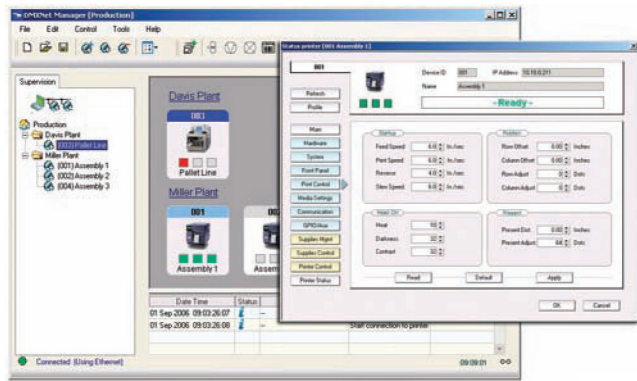 DMXNet Manager [Production]
File Edit Control Tools Help
Supervision
Production
Davis Plant
(003) Pallet Line
Miller Plant
(001) Assembly 1
(002) Assembly 2
(004) Assembly 3
Davis Plant
003
Pallet Line
Miller Plant
001
Assembly 1
002
Assem
Date Time Status
01 Sep 2006 09:03:26:07
01 Sep 2006 09:03:26:08 Start connection to printer
Connected (Using Ethernet)
09:09:01
Status printer [001 Assembly 1]
001
Refresh
Profile
Main
Hardware
System
Front Panel
Print Control
Media Settings
Communication
GPIO/Aux
Supplies Mgmt
Supplies Control
Printer Control
Printer Status
Device ID 001 IP Address 10.10.0.211
Name Assembly 1
- Ready -
Startup
Feed Speed 6.0 In./sec
Print Speed 6.0 In./sec
Reverse 4.0 In./sec
Slew Speed 6.0 In./sec
Position
Row Offset 0.00 Inches
Column Offset 0.00 Inches
Row Adjust 0 Dots
Column Adjust 0 Dots
Heat 10
Darkness 32
Contrast 32
Present
Present Dist. 0.00 Inches
Present Adjust 64 Dots
Read Default Apply
OK Cancel